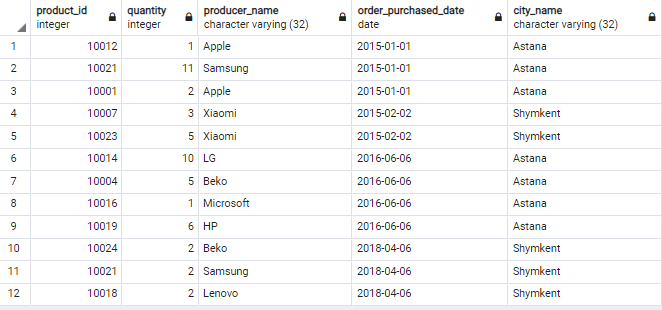 product_id quantity producer_name order_purchased_date city_name
integer integer character varying (32) date character varying (32)
1 10012 1 Apple 2015-01-01 Astana
2 10021 11 Samsung 2015-01-01 Astana
3 10001 2 Apple 2015-01-01 Astana
4 10007 3 Xiaomi 2015-02-02 Shymkent
5 10023 5 Xiaomi 2015-02-02 Shymkent
6 10014 10 LG 2016-06-06 Astana
7 10004 5 Beko 2016-06-06 Astana
8 10016 1 Microsoft 2016-06-06 Astana
9 10019 6 HP 2016-06-06 Astana
10 10024 2 Beko 2018-04-06 Shymkent
11 10021 2 Samsung 2018-04-06 Shymkent
12 10018 2 Lenovo 2018-04-06 Shymkent